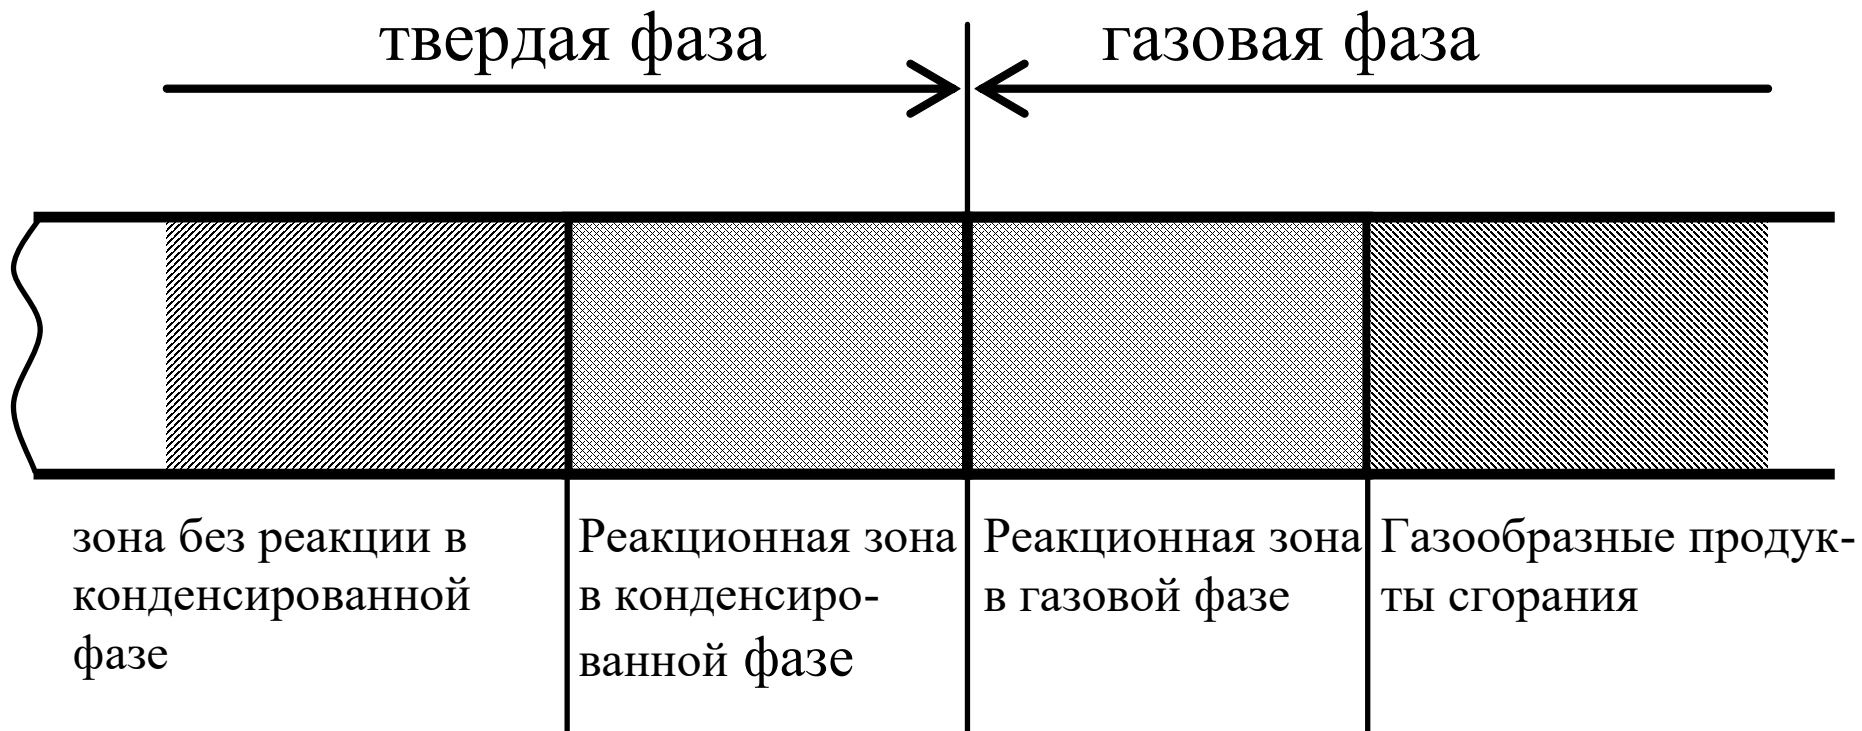 твердая фаза
газовая фаза
зона без реакции в
конденсированной
фазе
Реакционная зона
в конденсиро-
ванной фазе
Реакционная зона
в газовой фазе
Газообразные продук-
ты сгорания